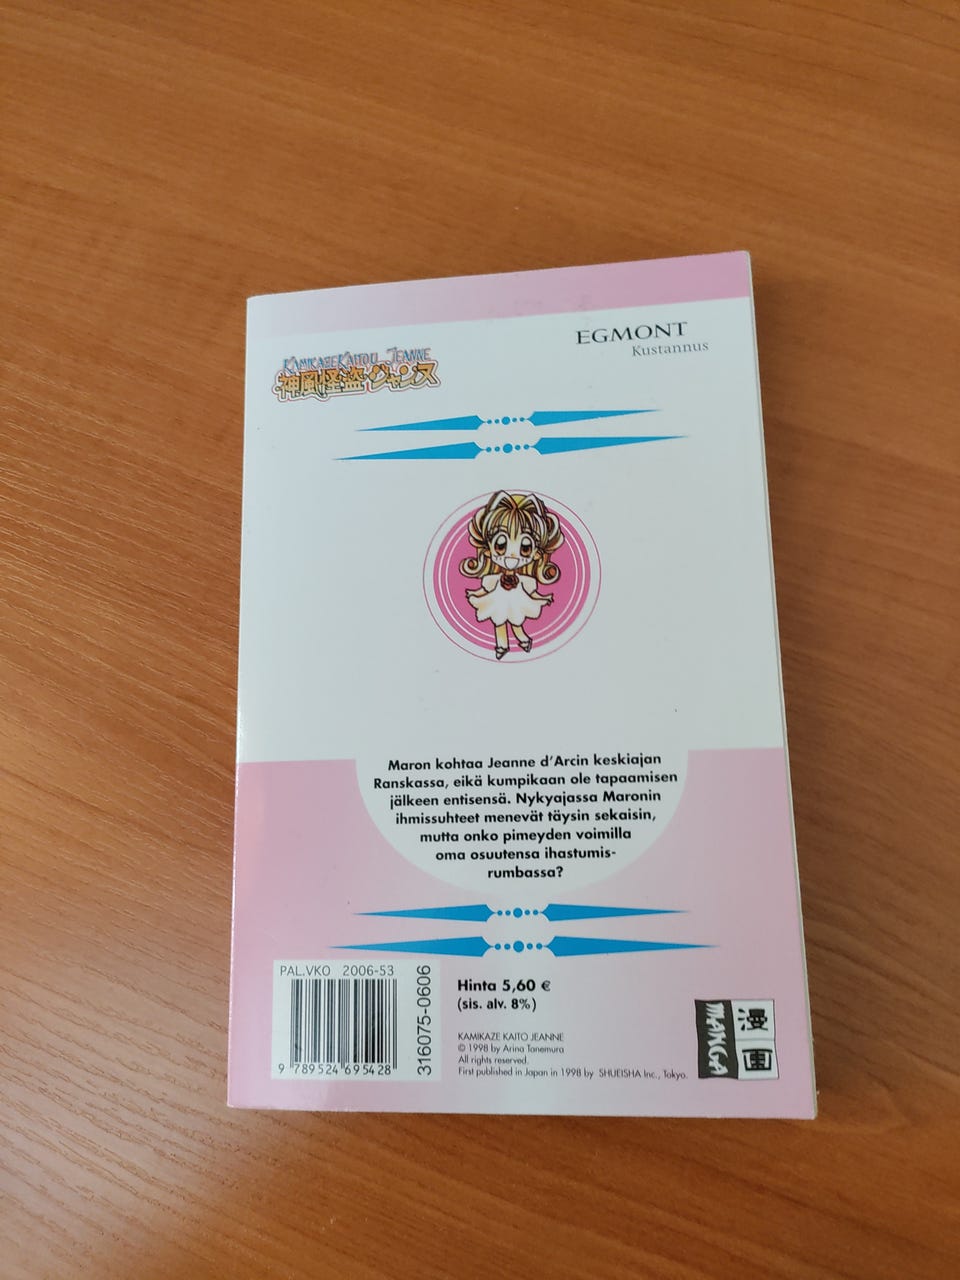 EGMONT
Kustannus
KAMIKAZE KAITOU JEANNE
神風怪盗ジャンヌ
Maron kohtaa Jeanne d'Arcin keskiajan
Ranskassa, eikä kumpikaan ole tapaamisen
jälkeen entisensä. Nykyajassa Maronin
ihmissuhteet menevät täysin sekaisin,
mutta onko pimeyden voimilla
oma osuutensa ihastumis-
rumbassa?
PAL.VKO 2006-53
9 789524 695428
316075-0606
Hinta 5,60 €
(sis. alv. 8%)
KAMIKAZE KAITO JEANNE
© 1998 by Arina Tanemura
All rights reserved.
First published in Japan in 1998 by SHUEISHA Inc., Tokyo.
MANGA
漫画